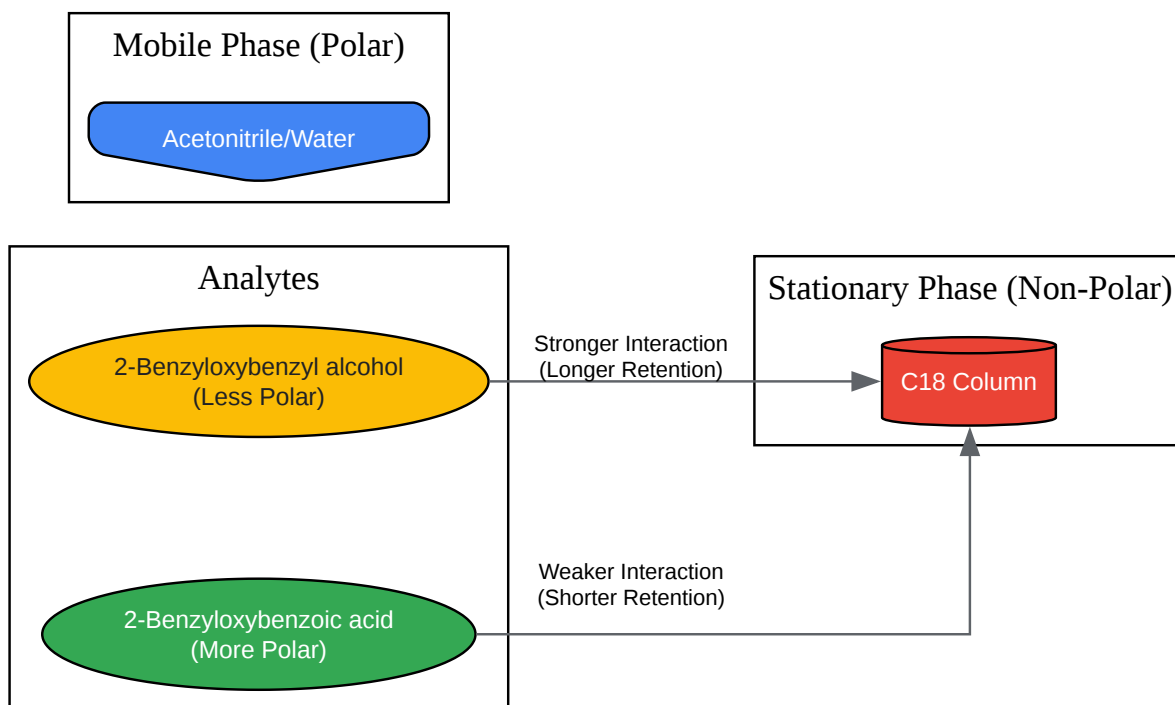 Mobile Phase (Polar)
Acetonitrile/Water
Analytes
2-Benzyloxybenzyl alcohol
(Less Polar)
Stronger Interaction
(Longer Retention)
Stationary Phase (Non-Polar)
C18 Column
2-Benzyloxybenzoic acid
(More Polar)
Weaker Interaction
(Shorter Retention)